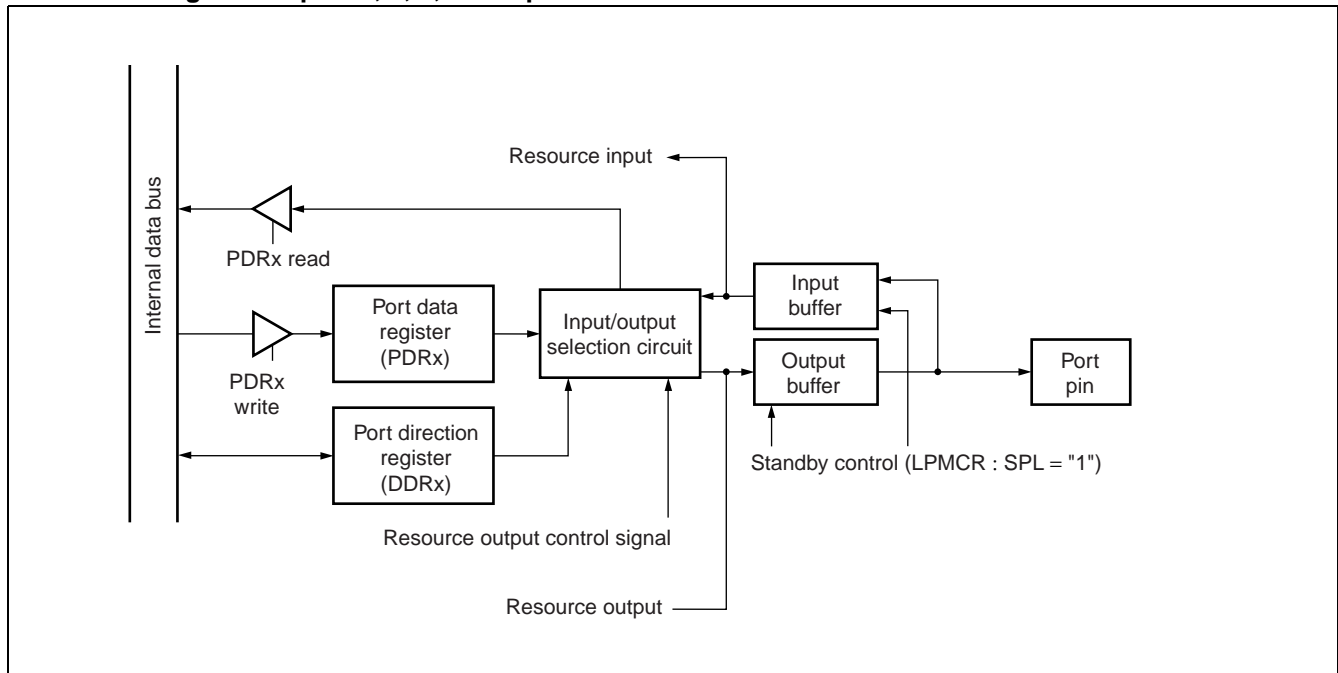 Internal data bus
Resource input
PDRx read
Port data
register
(PDRx)
PDRx
write
Port direction
register
(DDRx)
Input/output
selection circuit
Input
buffer
Output
buffer
Port
pin
Standby control (LPMCR : SPL = "1")
Resource output control signal
Resource output